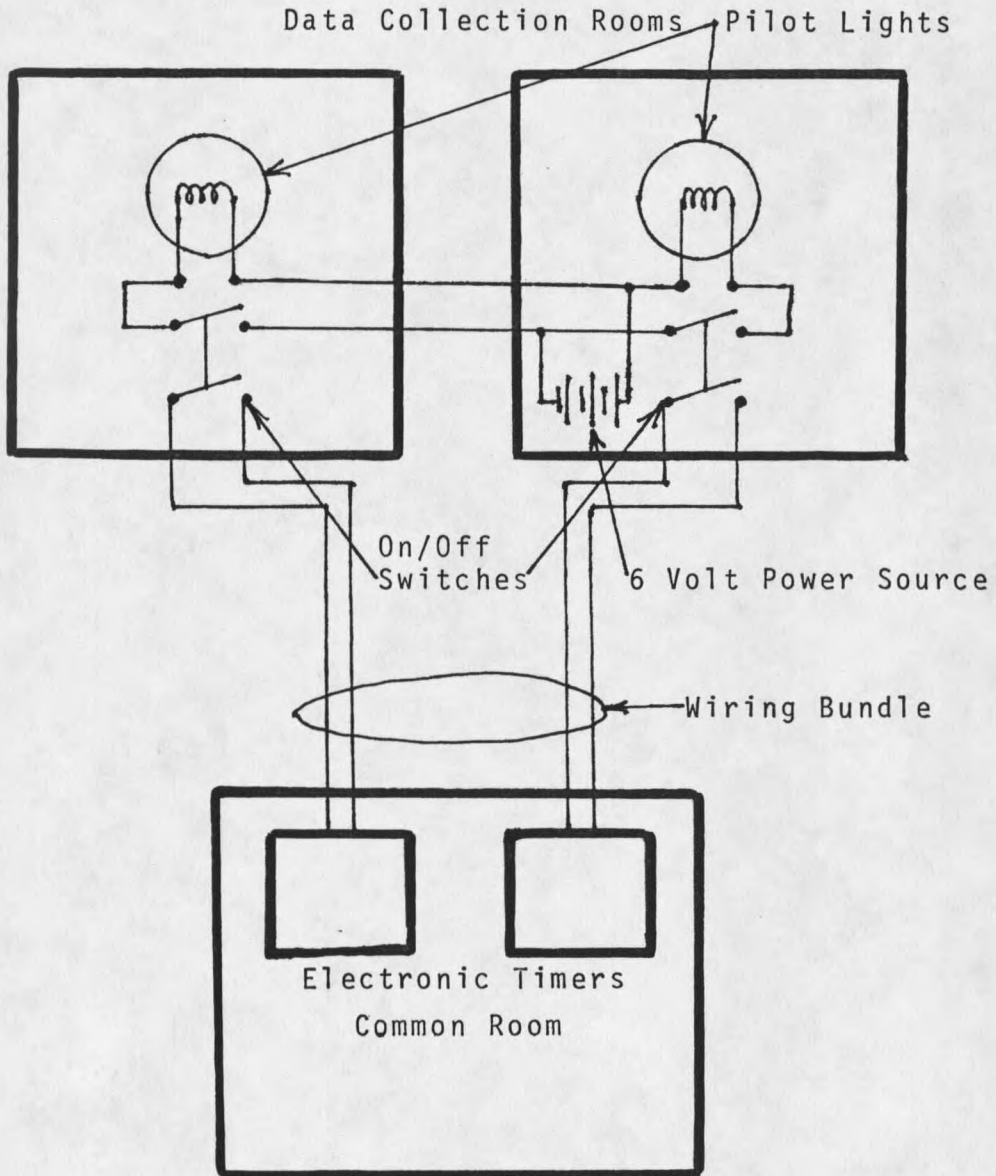 Data Collection Rooms
Pilot Lights
On/Off
Switches
6 Volt Power Source
Wiring Bundle
Electronic Timers
Common Room